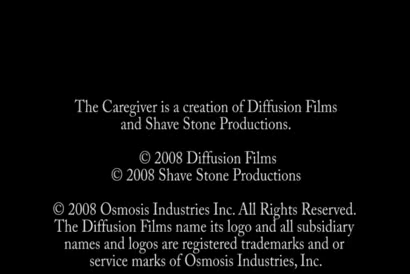 The Caregiver is a creation of Diffusion Films
and Shave Stone Productions.
© 2008 Diffusion Films
© 2008 Shave Stone Productions
© 2008 Osmosis Industries Inc. All Rights Reserved.
The Diffusion Films name its logo and all subsidiary
names and logos are registered trademarks and or
service marks of Osmosis Industries, Inc.